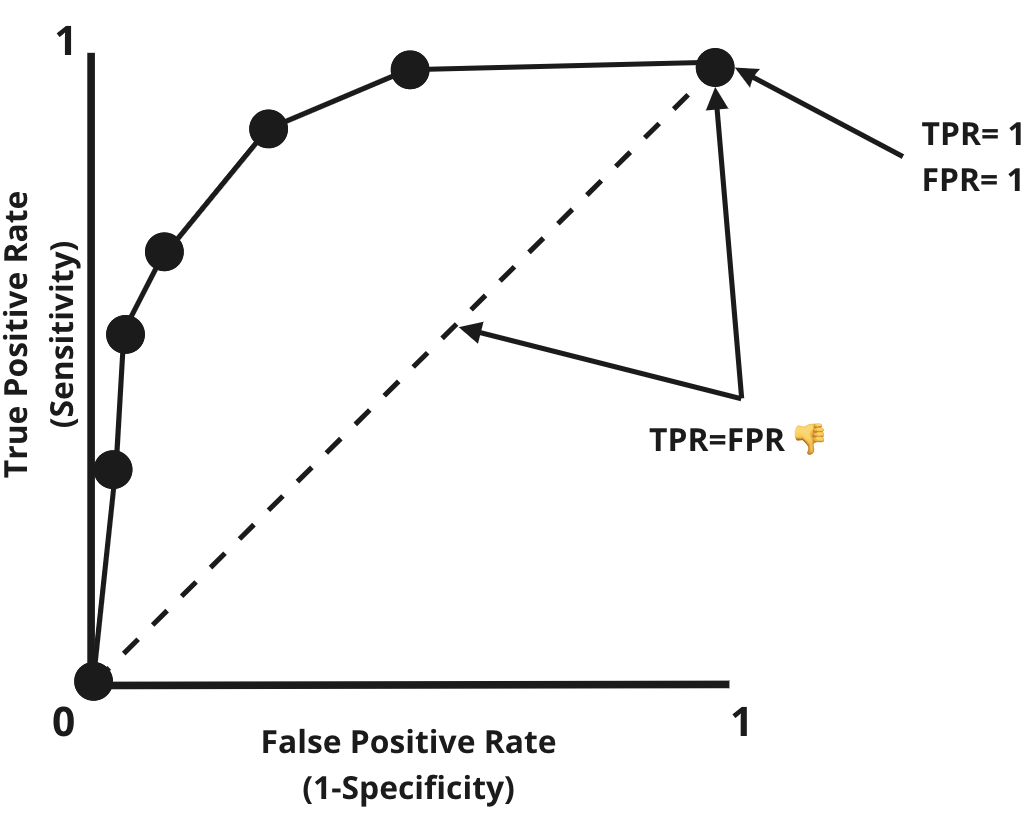 1
True Positive Rate
(Sensitivity)
TPR= 1
FPR= 1
TPR=FPR 👎
0
1
False Positive Rate
(1-Specificity)